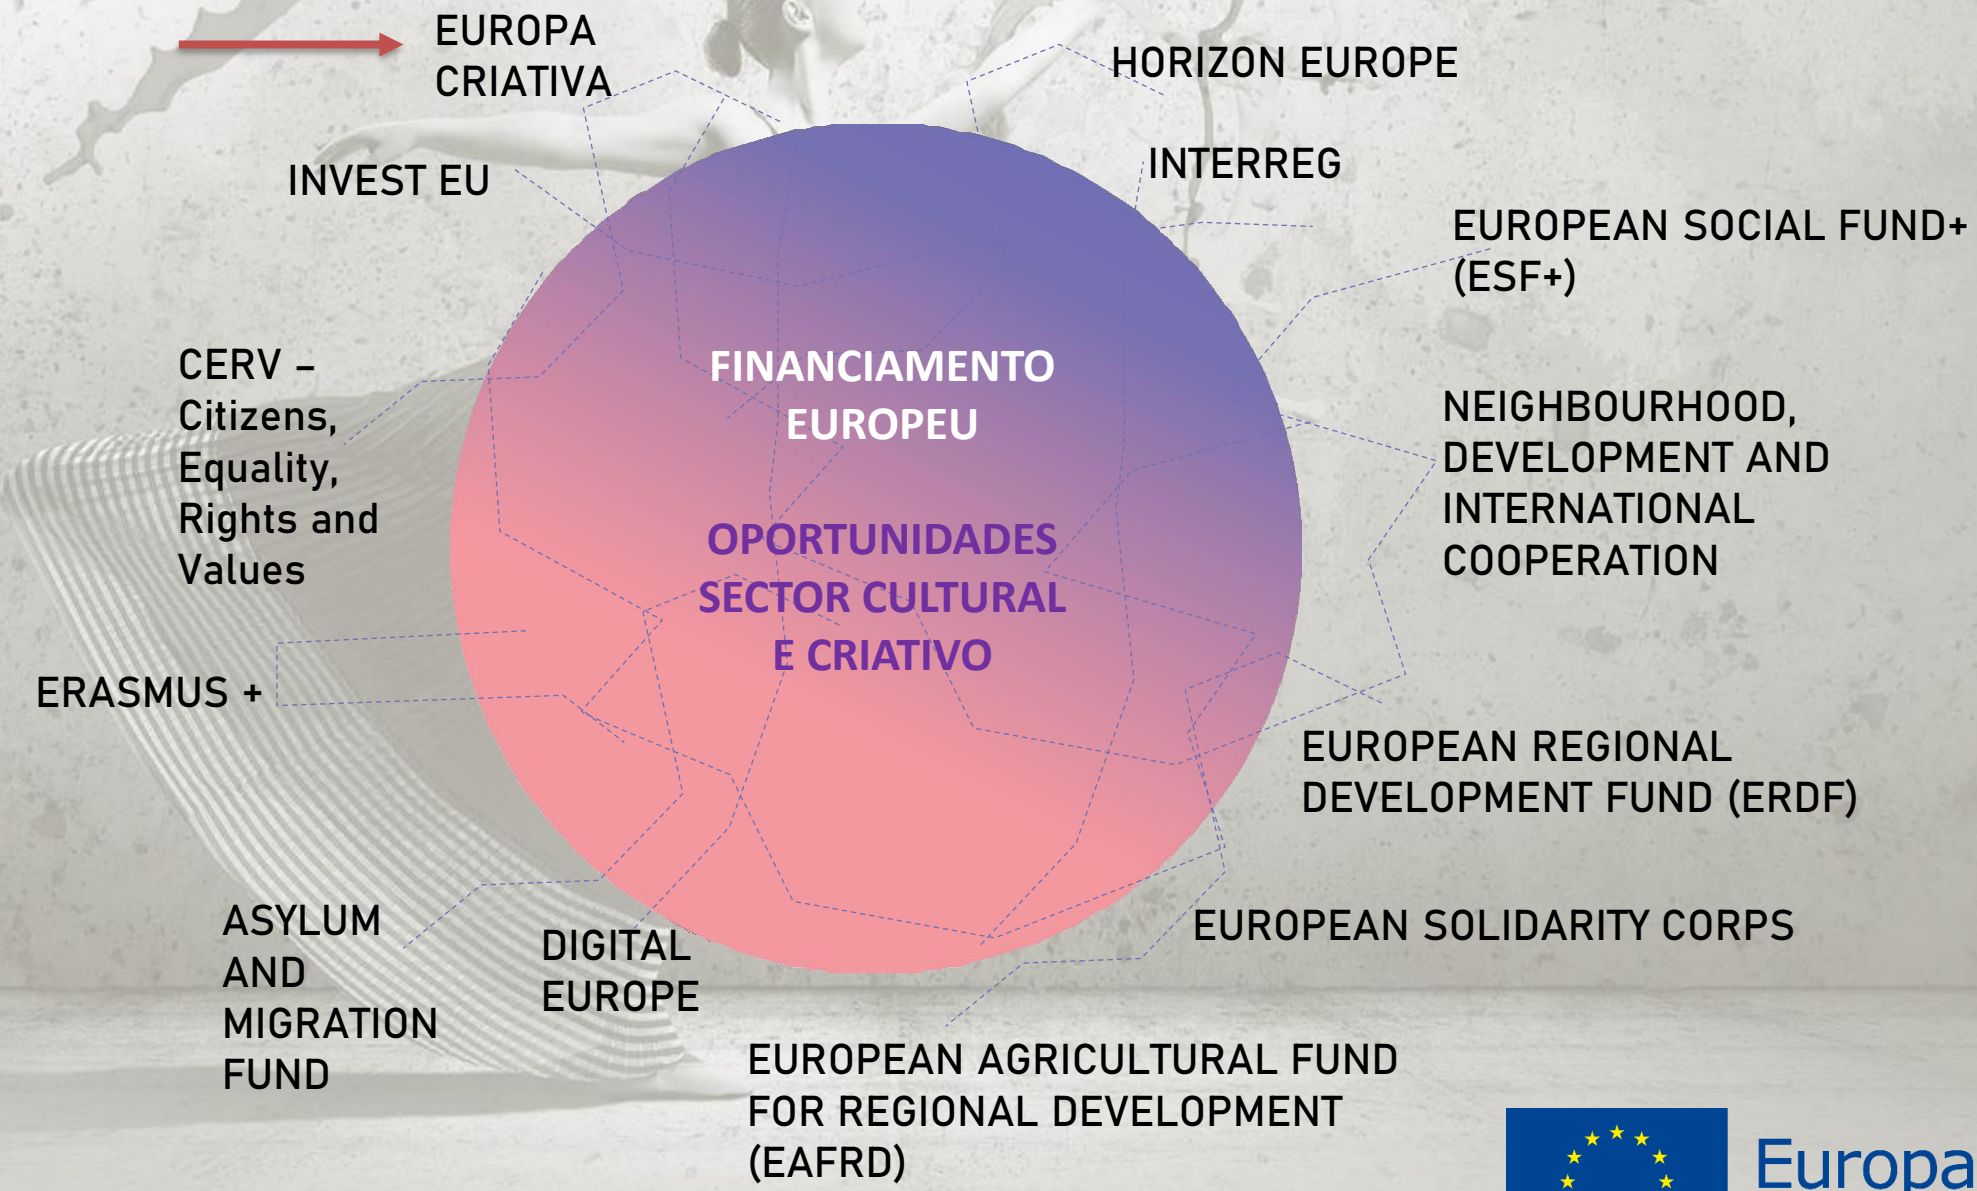 EUROPA
CRIATIVA
HORIZON EUROPE
INVEST EU
INTERREG
EUROPEAN SOCIAL FUND+
(ESF+)
CERV –
Citizens,
Equality,
Rights and
Values
FINANCIAMENTO
EUROPEU
OPORTUNIDADES
SECTOR CULTURAL
E CRIATIVO
NEIGHBOURHOOD,
DEVELOPMENT AND
INTERNATIONAL
COOPERATION
ERASMUS +
EUROPEAN REGIONAL
DEVELOPMENT FUND (ERDF)
ASYLUM
AND
MIGRATION
FUND
DIGITAL
EUROPE
EUROPEAN SOLIDARITY CORPS
EUROPEAN AGRICULTURAL FUND
FOR REGIONAL DEVELOPMENT
(EAFRD)
Europa